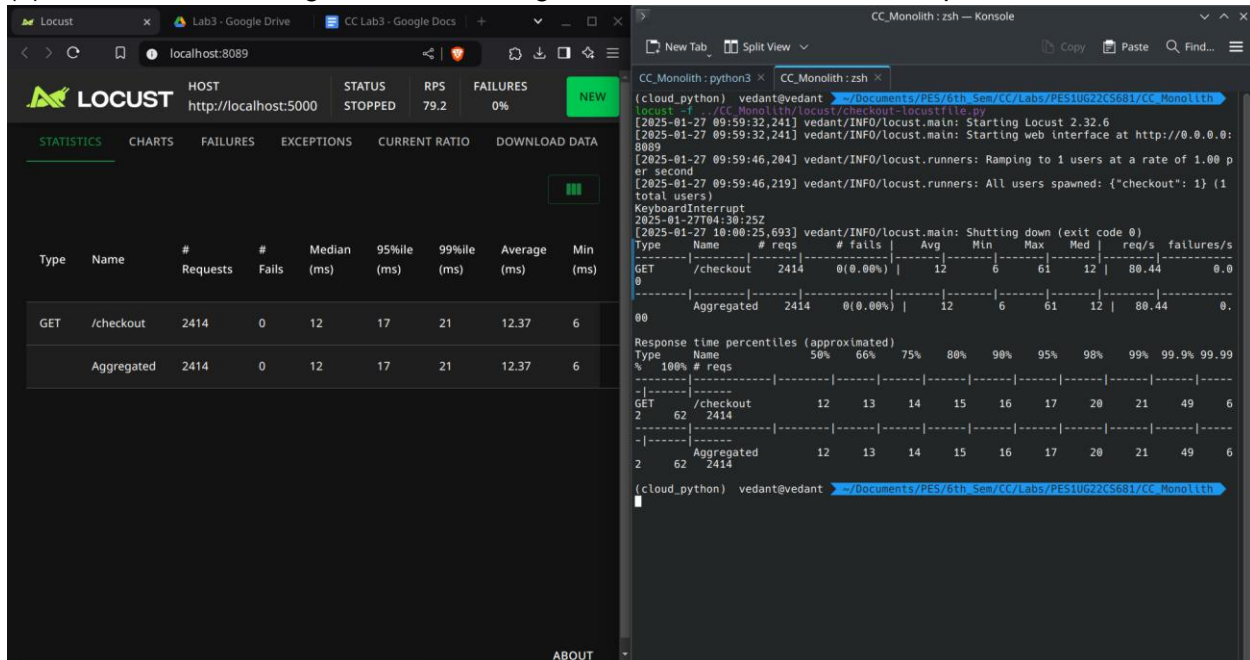 Locust
Lab3 - Google Drive
CC Lab3 - Google Docs
localhost:8089
LOCUST
HOST
http://localhost:5000
STATUS
STOPPED
RPS
79.2
FAILURES
0%
NEW
STATISTICS CHARTS FAILURES EXCEPTIONS CURRENT RATIO DOWNLOAD DATA
Type Name # Requests # Fails Median (ms) 95%ile (ms) 99%ile (ms) Average (ms) Min (ms)
GET /checkout 2414 0 12 17 21 12.37 6
Aggregated 2414 0 12 17 21 12.37 6
ABOUT
CC_Monolith : zsh — Konsole
New Tab Split View Copy Paste Find...
CC_Monolith : python3 CC_Monolith : zsh
(cloud_python) vedant@vedant ~/Documents/PES/6th_Sem/CC/Labs/PES1UG22CS681/CC_Monolith
locust -f ../CC_Monolith/locust/checkout-locustfile.py
[2025-01-27 09:59:32,241] vedant/INFO/locust.main: Starting Locust 2.32.6
[2025-01-27 09:59:32,241] vedant/INFO/locust.main: Starting web interface at http://0.0.0.0:
8089
[2025-01-27 09:59:46,204] vedant/INFO/locust.runners: Ramping to 1 users at a rate of 1.00 p
er second
[2025-01-27 09:59:46,219] vedant/INFO/locust.runners: All users spawned: {"checkout": 1} (1
total users)
KeyboardInterrupt
2025-01-27T04:30:25Z
[2025-01-27 10:00:25,693] vedant/INFO/locust.main: Shutting down (exit code 0)
Type Name # reqs # fails | Avg Min Max Med | req/s failures/s
--------|------------|-------|-------------|-------|-------|-------|-------|--------|-----------
GET /checkout 2414 0(0.00%) | 12 6 61 12 | 80.44 0.0
0
--------|------------|-------|-------------|-------|-------|-------|-------|--------|-----------
Aggregated 2414 0(0.00%) | 12 6 61 12 | 80.44 0.
00
Response time percentiles (approximated)
Type Name 50% 66% 75% 80% 90% 95% 98% 99% 99.9% 99.99
% 100% # reqs
--------|------------|--------|------|------|------|------|------|------|------|------|-----
-|------|------
GET /checkout 12 13 14 15 16 17 20 21 49 6
2 62 2414
--------|------------|--------|------|------|------|------|------|------|------|------|-----
-|------|------
Aggregated 12 13 14 15 16 17 20 21 49 6
2 62 2414
(cloud_python) vedant@vedant ~/Documents/PES/6th_Sem/CC/Labs/PES1UG22CS681/CC_Monolith